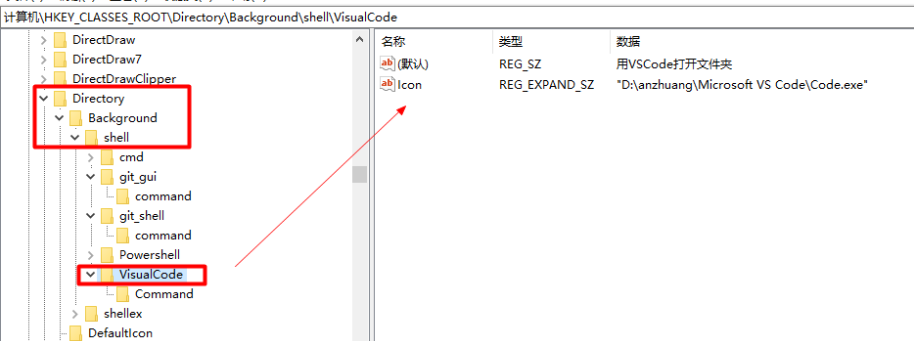 计算机\HKEY_CLASSES_ROOT\Directory\Background\shell\VisualCode
DirectDraw
DirectDraw7
DirectDrawClipper
Directory
Background
shell
cmd
git_gui
command
git_shell
command
Powershell
VisualCode
Command
shellex
DefaultIcon
名称 类型 数据
(默认) REG_SZ 用VSCode打开文件夹
Icon REG_EXPAND_SZ "D:\anzhuang\Microsoft VS Code\Code.exe"